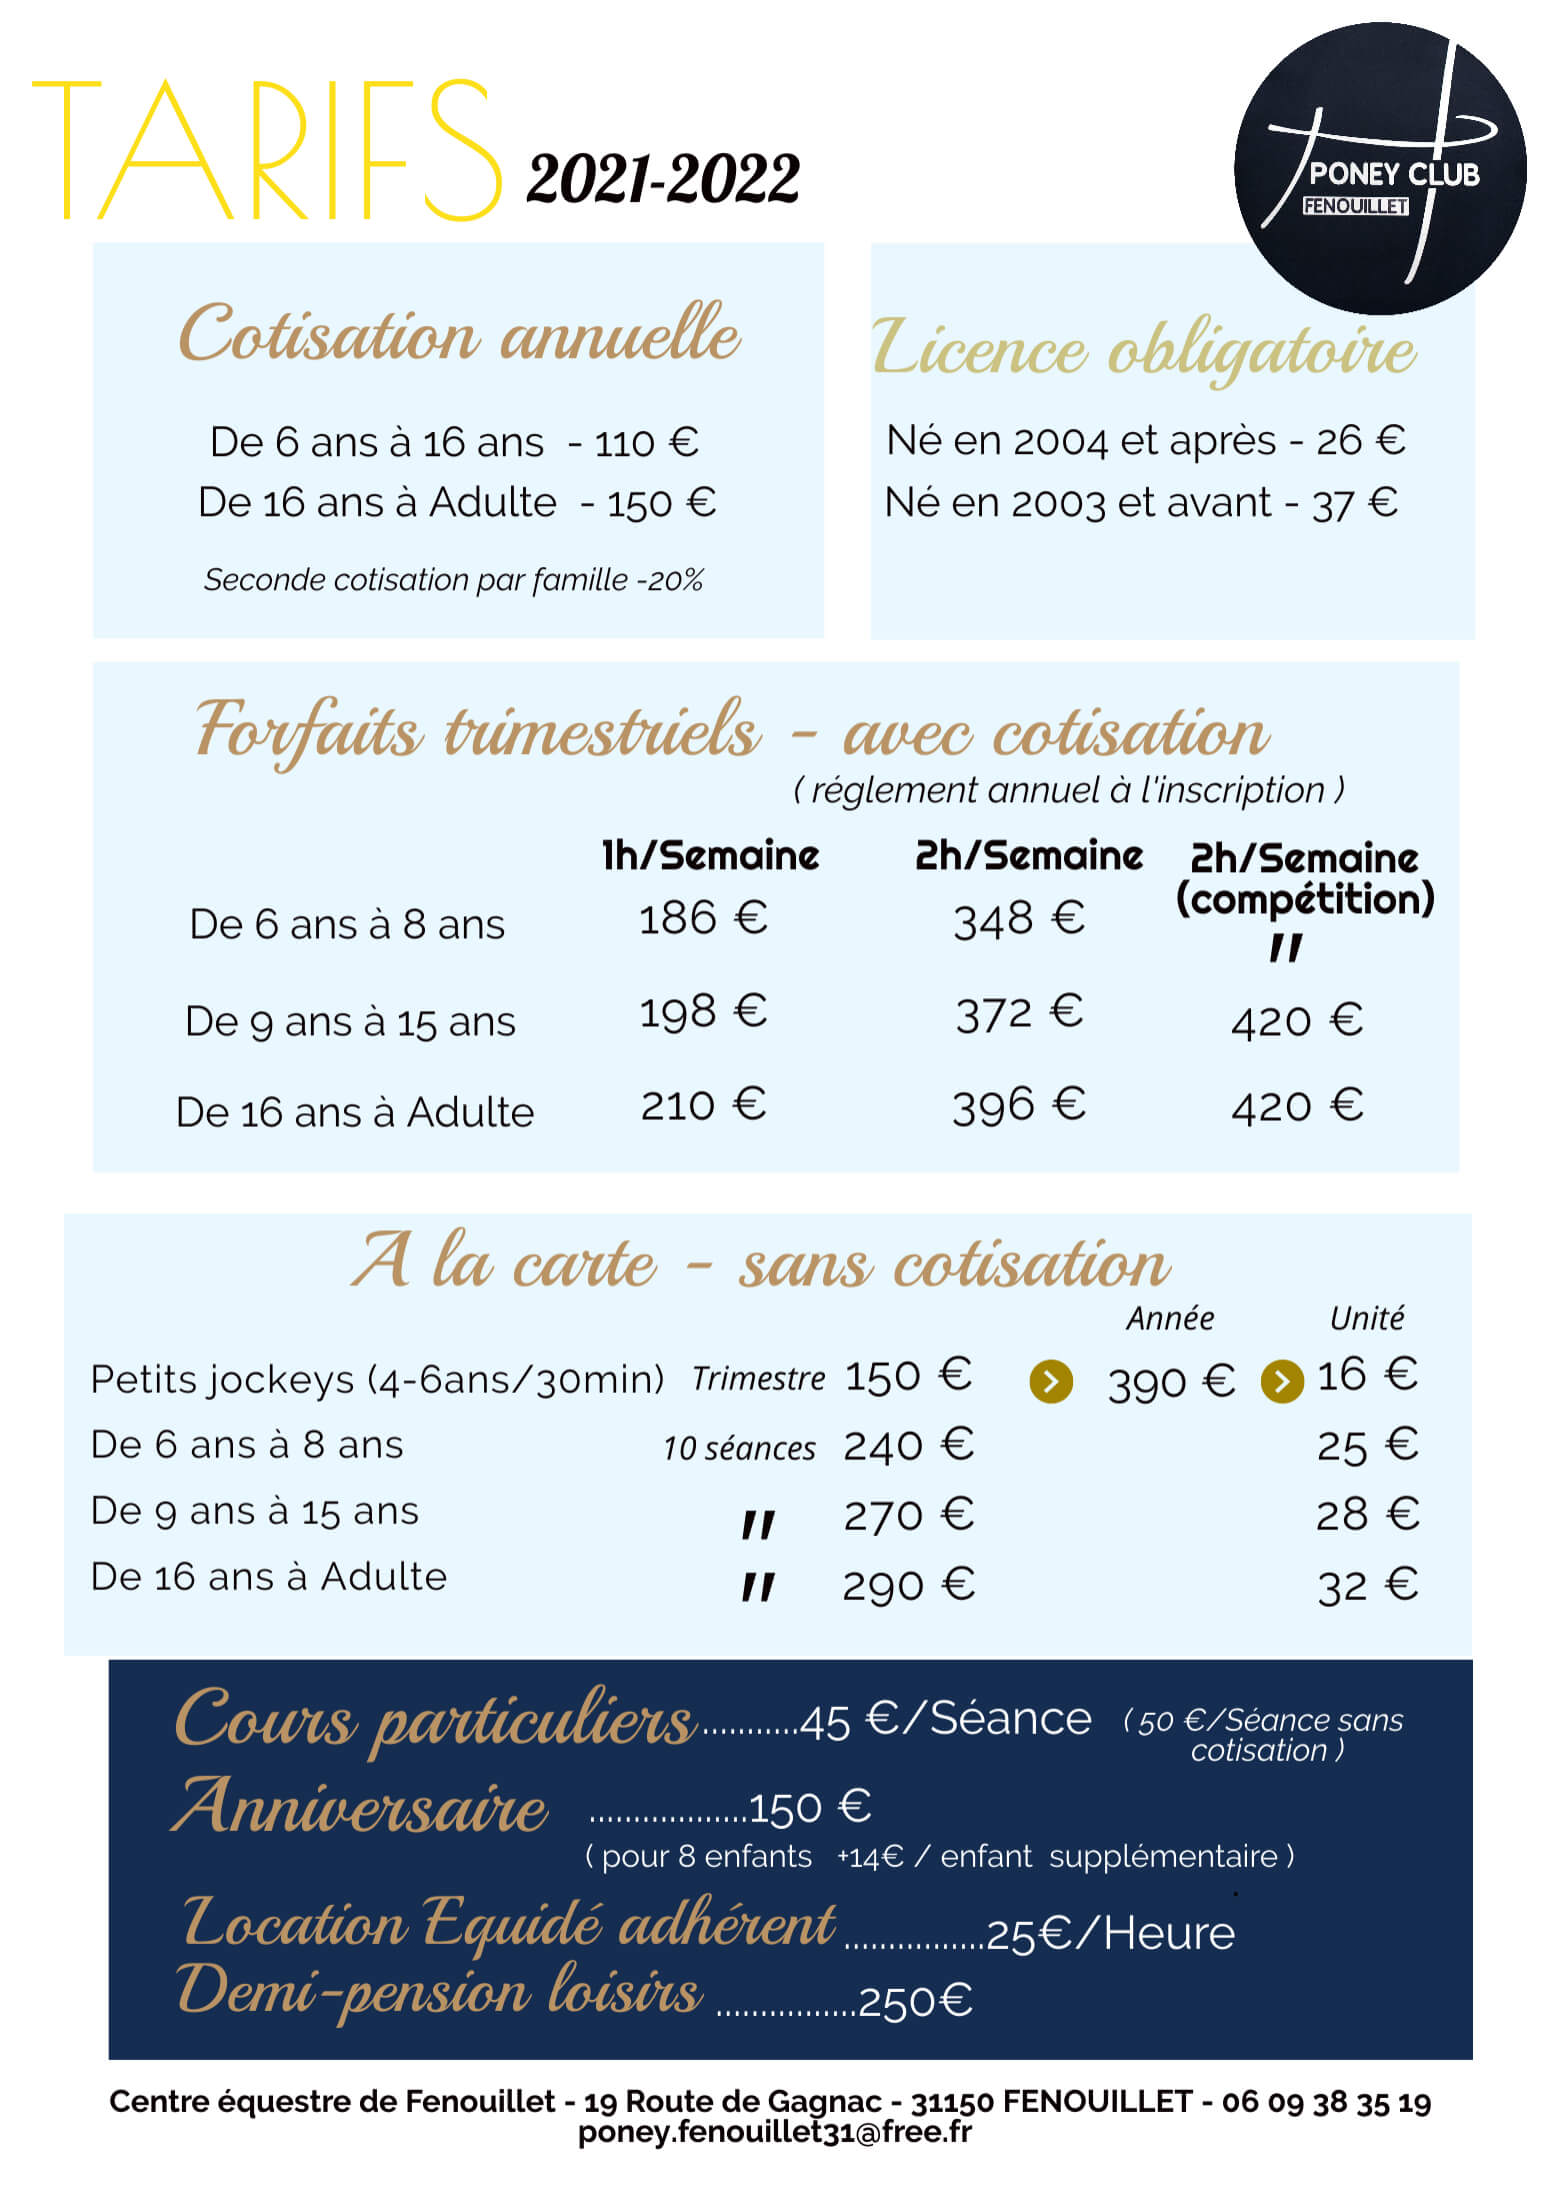 TARIFS 2021-2022
PONEY CLUB
FENOUILLET
Cotisation annuelle
De 6 ans à 16 ans - 110 €
De 16 ans à Adulte - 150 €
Seconde cotisation par famille -20%
Licence obligatoire
Né en 2004 et après - 26 €
Né en 2003 et avant - 37 €
Forfaits trimestriels - avec cotisation
( réglement annuel à l'inscription )
1h/Semaine 2h/Semaine 2h/Semaine
(compétition)
De 6 ans à 8 ans 186 € 348 € "
De 9 ans à 15 ans 198 € 372 € 420 €
De 16 ans à Adulte 210 € 396 € 420 €
A la carte - sans cotisation
Année Unité
Petits jockeys (4-6ans/30min) Trimestre 150 € > 390 € > 16 €
De 6 ans à 8 ans 10 séances 240 € 25 €
De 9 ans à 15 ans " 270 € 28 €
De 16 ans à Adulte " 290 € 32 €
Cours particuliers...........45 €/Séance ( 50 €/Séance sans
cotisation )
Anniversaire ..................150 €
( pour 8 enfants +14€ / enfant supplémentaire )
Location Equidé adhérent ................25€/Heure
Demi-pension loisirs ................250€
Centre équestre de Fenouillet - 19 Route de Gagnac - 31150 FENOUILLET - 06 09 38 35 19
poney.fenouillet31@free.fr